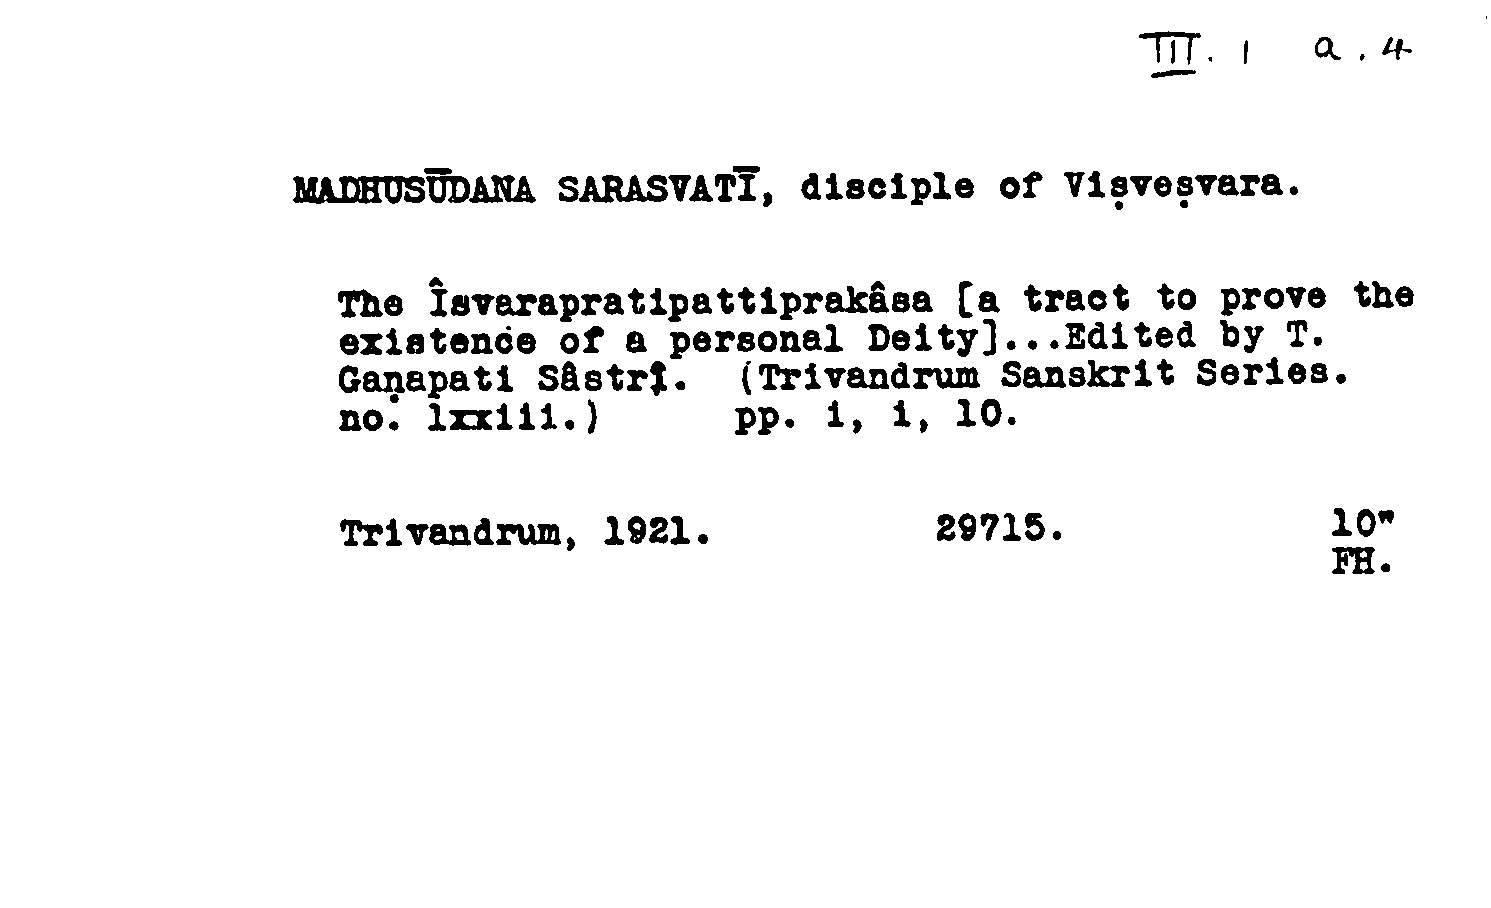 III. 1 a.4
MADHUSŪDANA SARASVATĪ, disciple of Viṣveṣvara.
The Îsvarapratipattiprakâsa [a tract to prove the
existence of a personal Deity]...Edited by T.
Gaṇapati Sâstrî. (Trivandrum Sanskrit Series.
no. lxxiii.) pp. i, i, 10.
Trivandrum, 1921. 29715. 10"
FH.